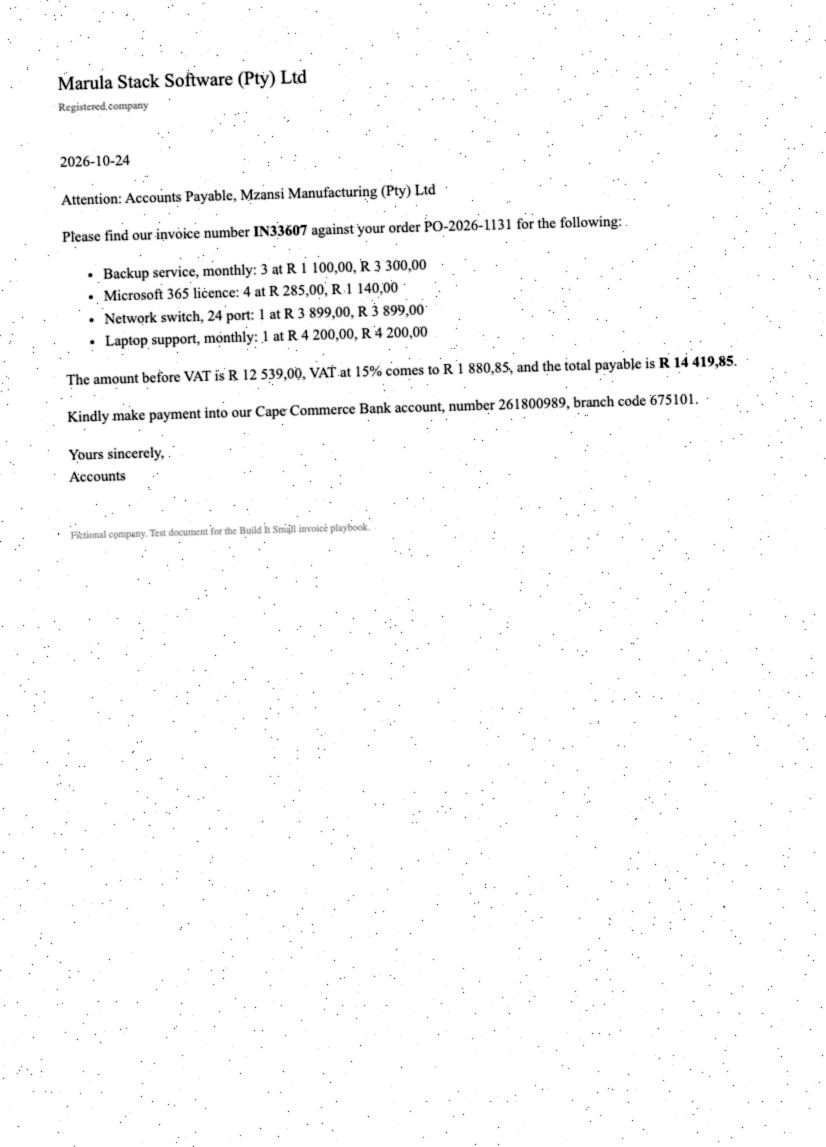 Marula Stack Software (Pty) Ltd
Registered company
2026-10-24
Attention: Accounts Payable, Mzansi Manufacturing (Pty) Ltd
Please find our invoice number IN33607 against your order PO-2026-1131 for the following:
• Backup service, monthly: 3 at R 1 100,00, R 3 300,00
• Microsoft 365 licence: 4 at R 285,00, R 1 140,00
• Network switch, 24 port: 1 at R 3 899,00, R 3 899,00
• Laptop support, monthly: 1 at R 4 200,00, R 4 200,00
The amount before VAT is R 12 539,00, VAT at 15% comes to R 1 880,85, and the total payable is R 14 419,85.
Kindly make payment into our Cape Commerce Bank account, number 261800989, branch code 675101.
Yours sincerely,
Accounts
Fictional company. Test document for the Build It Small invoice playbook.